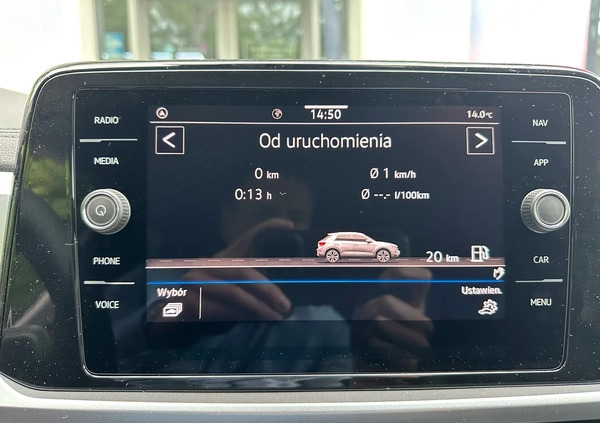 RADIO
MEDIA
PHONE
VOICE
14:50
14.0°C
< Od uruchomienia >
0 km Ø 1 km/h
0:13 h Ø --.- l/100km
20 km
Wybór
Ustawien.
NAV
APP
CAR
MENU